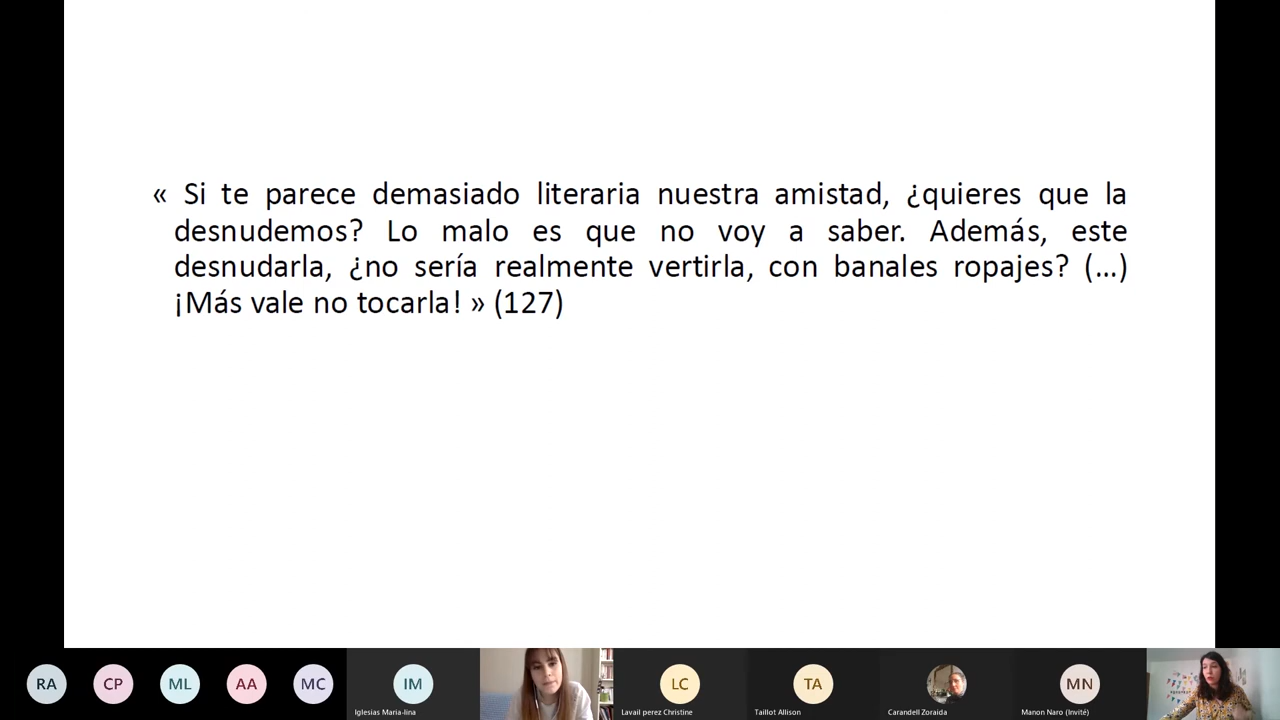 « Si te parece demasiado literaria nuestra amistad, ¿quieres que la
desnudemos? Lo malo es que no voy a saber. Además, este
desnudarla, ¿no sería realmente vertirla, con banales ropajes? (…)
¡Más vale no tocarla! » (127)
RA
CP
ML
AA
MC
IM
LC
TA
MN
Iglesias Maria-lina
Lavail perez Christine
Taillot Allison
Carandell Zoraida
Manon Naro (Invité)